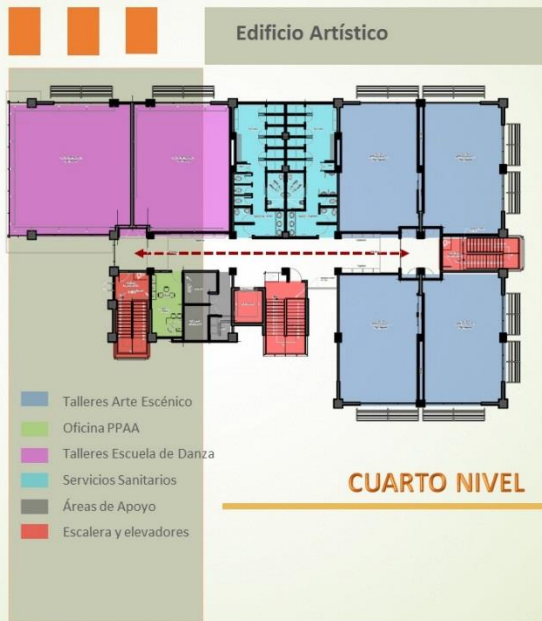 Edificio Artístico
Talleres Arte Escénico
Oficina PPAA
Talleres Escuela de Danza
Servicios Sanitarios
Áreas de Apoyo
Escalera y elevadores
CUARTO NIVEL